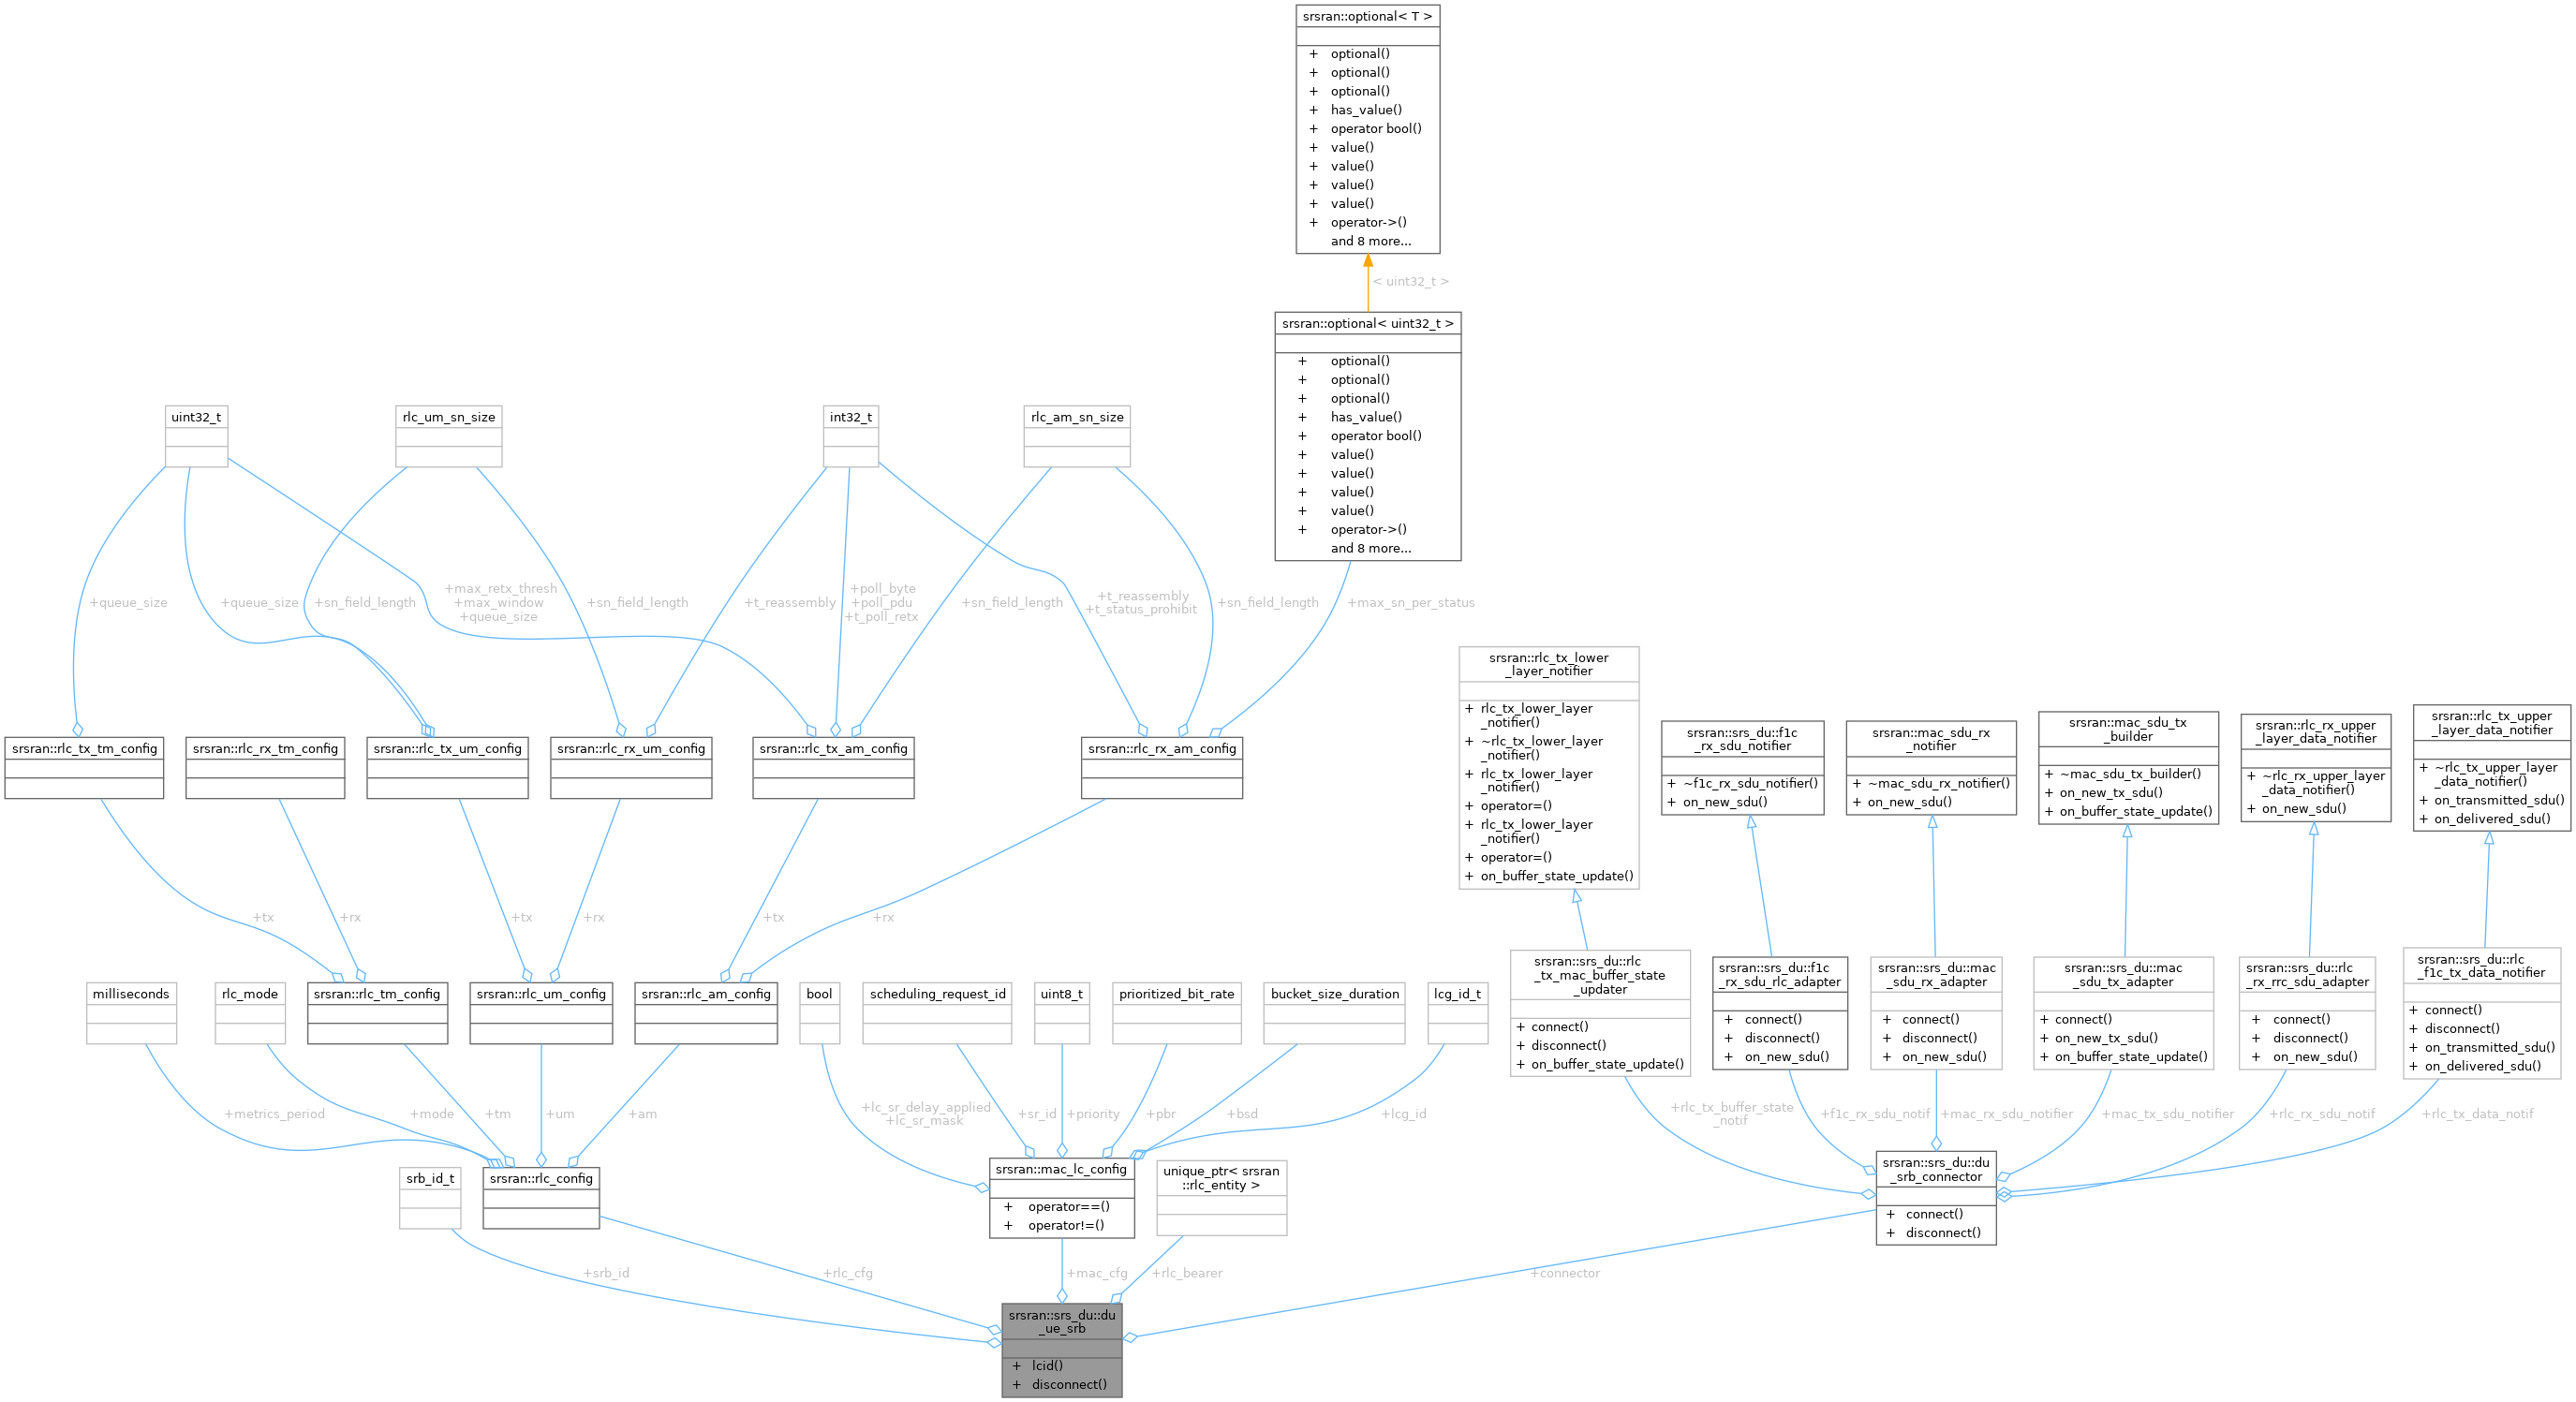 srsran::optional< T >
+ optional()
+ optional()
+ optional()
+ has_value()
+ operator bool()
+ value()
+ value()
+ value()
+ value()
+ operator->()
and 8 more...
< uint32_t >
srsran::optional< uint32_t >
+ optional()
+ optional()
+ optional()
+ has_value()
+ operator bool()
+ value()
+ value()
+ value()
+ value()
+ operator->()
and 8 more...
uint32_t
rlc_um_sn_size
int32_t
rlc_am_sn_size
+queue_size
+queue_size
+sn_field_length
+max_retx_thresh
+max_window
+queue_size
+sn_field_length
+t_reassembly
+poll_byte
+poll_pdu
+t_poll_retx
+sn_field_length
+t_reassembly
+t_status_prohibit
+sn_field_length
+max_sn_per_status
srsran::rlc_tx_tm_config
srsran::rlc_rx_tm_config
srsran::rlc_tx_um_config
srsran::rlc_rx_um_config
srsran::rlc_tx_am_config
srsran::rlc_rx_am_config
srsran::rlc_tx_lower
_layer_notifier
+ rlc_tx_lower_layer
_notifier()
+ ~rlc_tx_lower_layer
_notifier()
+ rlc_tx_lower_layer
_notifier()
+ operator=()
+ rlc_tx_lower_layer
_notifier()
+ operator=()
+ on_buffer_state_update()
srsran::srs_du::f1c
_rx_sdu_notifier
+ ~f1c_rx_sdu_notifier()
+ on_new_sdu()
srsran::mac_sdu_rx
_notifier
+ ~mac_sdu_rx_notifier()
+ on_new_sdu()
srsran::mac_sdu_tx
_builder
+ ~mac_sdu_tx_builder()
+ on_new_tx_sdu()
+ on_buffer_state_update()
srsran::rlc_rx_upper
_layer_data_notifier
+ ~rlc_rx_upper_layer
_data_notifier()
+ on_new_sdu()
srsran::rlc_tx_upper
_layer_data_notifier
+ ~rlc_tx_upper_layer
_data_notifier()
+ on_transmitted_sdu()
+ on_delivered_sdu()
+tx
+rx
+tx
+rx
+tx
+rx
milliseconds
rlc_mode
srsran::rlc_tm_config
srsran::rlc_um_config
srsran::rlc_am_config
bool
scheduling_request_id
uint8_t
prioritized_bit_rate
bucket_size_duration
lcg_id_t
srsran::srs_du::rlc
_tx_mac_buffer_state
_updater
+ connect()
+ disconnect()
+ on_buffer_state_update()
srsran::srs_du::f1c
_rx_sdu_rlc_adapter
+ connect()
+ disconnect()
+ on_new_sdu()
srsran::srs_du::mac
_sdu_rx_adapter
+ connect()
+ disconnect()
+ on_new_sdu()
srsran::srs_du::mac
_sdu_tx_adapter
+ connect()
+ on_new_tx_sdu()
+ on_buffer_state_update()
srsran::srs_du::rlc
_rx_rrc_sdu_adapter
+ connect()
+ disconnect()
+ on_new_sdu()
srsran::srs_du::rlc
_f1c_tx_data_notifier
+ connect()
+ disconnect()
+ on_transmitted_sdu()
+ on_delivered_sdu()
+metrics_period
+mode
+tm
+um
+am
+lc_sr_delay_applied
+lc_sr_mask
+sr_id
+priority
+pbr
+bsd
+lcg_id
+rlc_tx_buffer_state
_notif
+f1c_rx_sdu_notif
+mac_rx_sdu_notifier
+mac_tx_sdu_notifier
+rlc_rx_sdu_notif
+rlc_tx_data_notif
srb_id_t
srsran::rlc_config
srsran::mac_lc_config
+ operator==()
+ operator!=()
unique_ptr< srsran
::rlc_entity >
srsran::srs_du::du
_srb_connector
+ connect()
+ disconnect()
+srb_id
+rlc_cfg
+mac_cfg
+rlc_bearer
+connector
srsran::srs_du::du
_ue_srb
+ lcid()
+ disconnect()